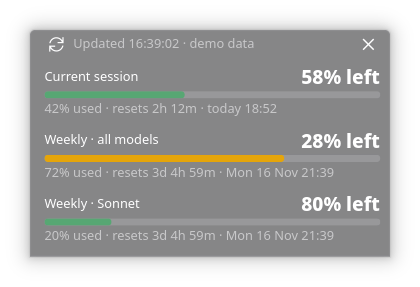 Updated 16:39:02 · demo data
Current session 58% left
42% used · resets 2h 12m · today 18:52
Weekly · all models 28% left
72% used · resets 3d 4h 59m · Mon 16 Nov 21:39
Weekly · Sonnet 80% left
20% used · resets 3d 4h 59m · Mon 16 Nov 21:39